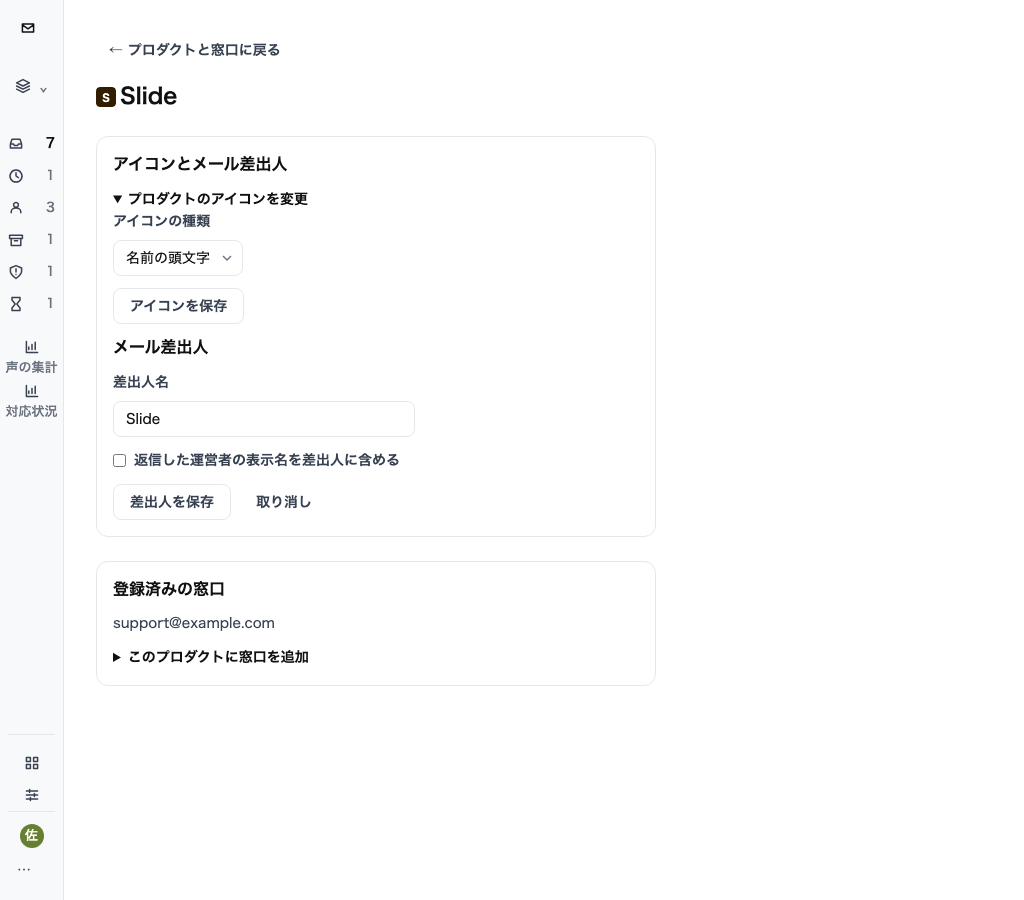 ← プロダクトと窓口に戻る
S Slide
7
1
3
1
1
1
声の集計
対応状況
アイコンとメール差出人
▼ プロダクトのアイコンを変更
アイコンの種類
名前の頭文字
アイコンを保存
メール差出人
差出人名
Slide
返信した運営者の表示名を差出人に含める
差出人を保存 取り消し
登録済みの窓口
support@example.com
▶ このプロダクトに窓口を追加
佐
…